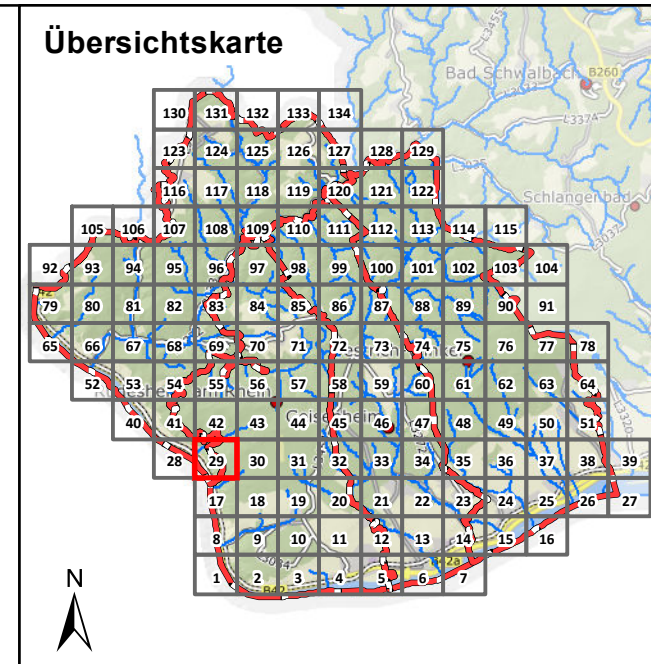 Übersichtskarte
Bad Schwalbach
B260
L3455
L3374
L3035
Schlangenbad
L3037
130 131 132 133 134
123 124 125 126 127 128 129
116 117 118 119 120 121 122
105 106 107 108 109 110 111 112 113 114 115
92 93 94 95 96 97 98 99 100 101 102 103 104
79 80 81 82 83 84 85 86 87 88 89 90 91
65 66 67 68 69 70 71 72 73 74 75 76 77 78
52 53 54 55 56 57 58 59 60 61 62 63 64
40 41 42 43 44 45 46 47 48 49 50 51
28 29 30 31 32 33 34 35 36 37 38 39
17 18 19 20 21 22 23 24 25 26 27
8 9 10 11 12 13 14 15 16
1 2 3 4 5 6 7
L3320
L3034
B42
B42a
N